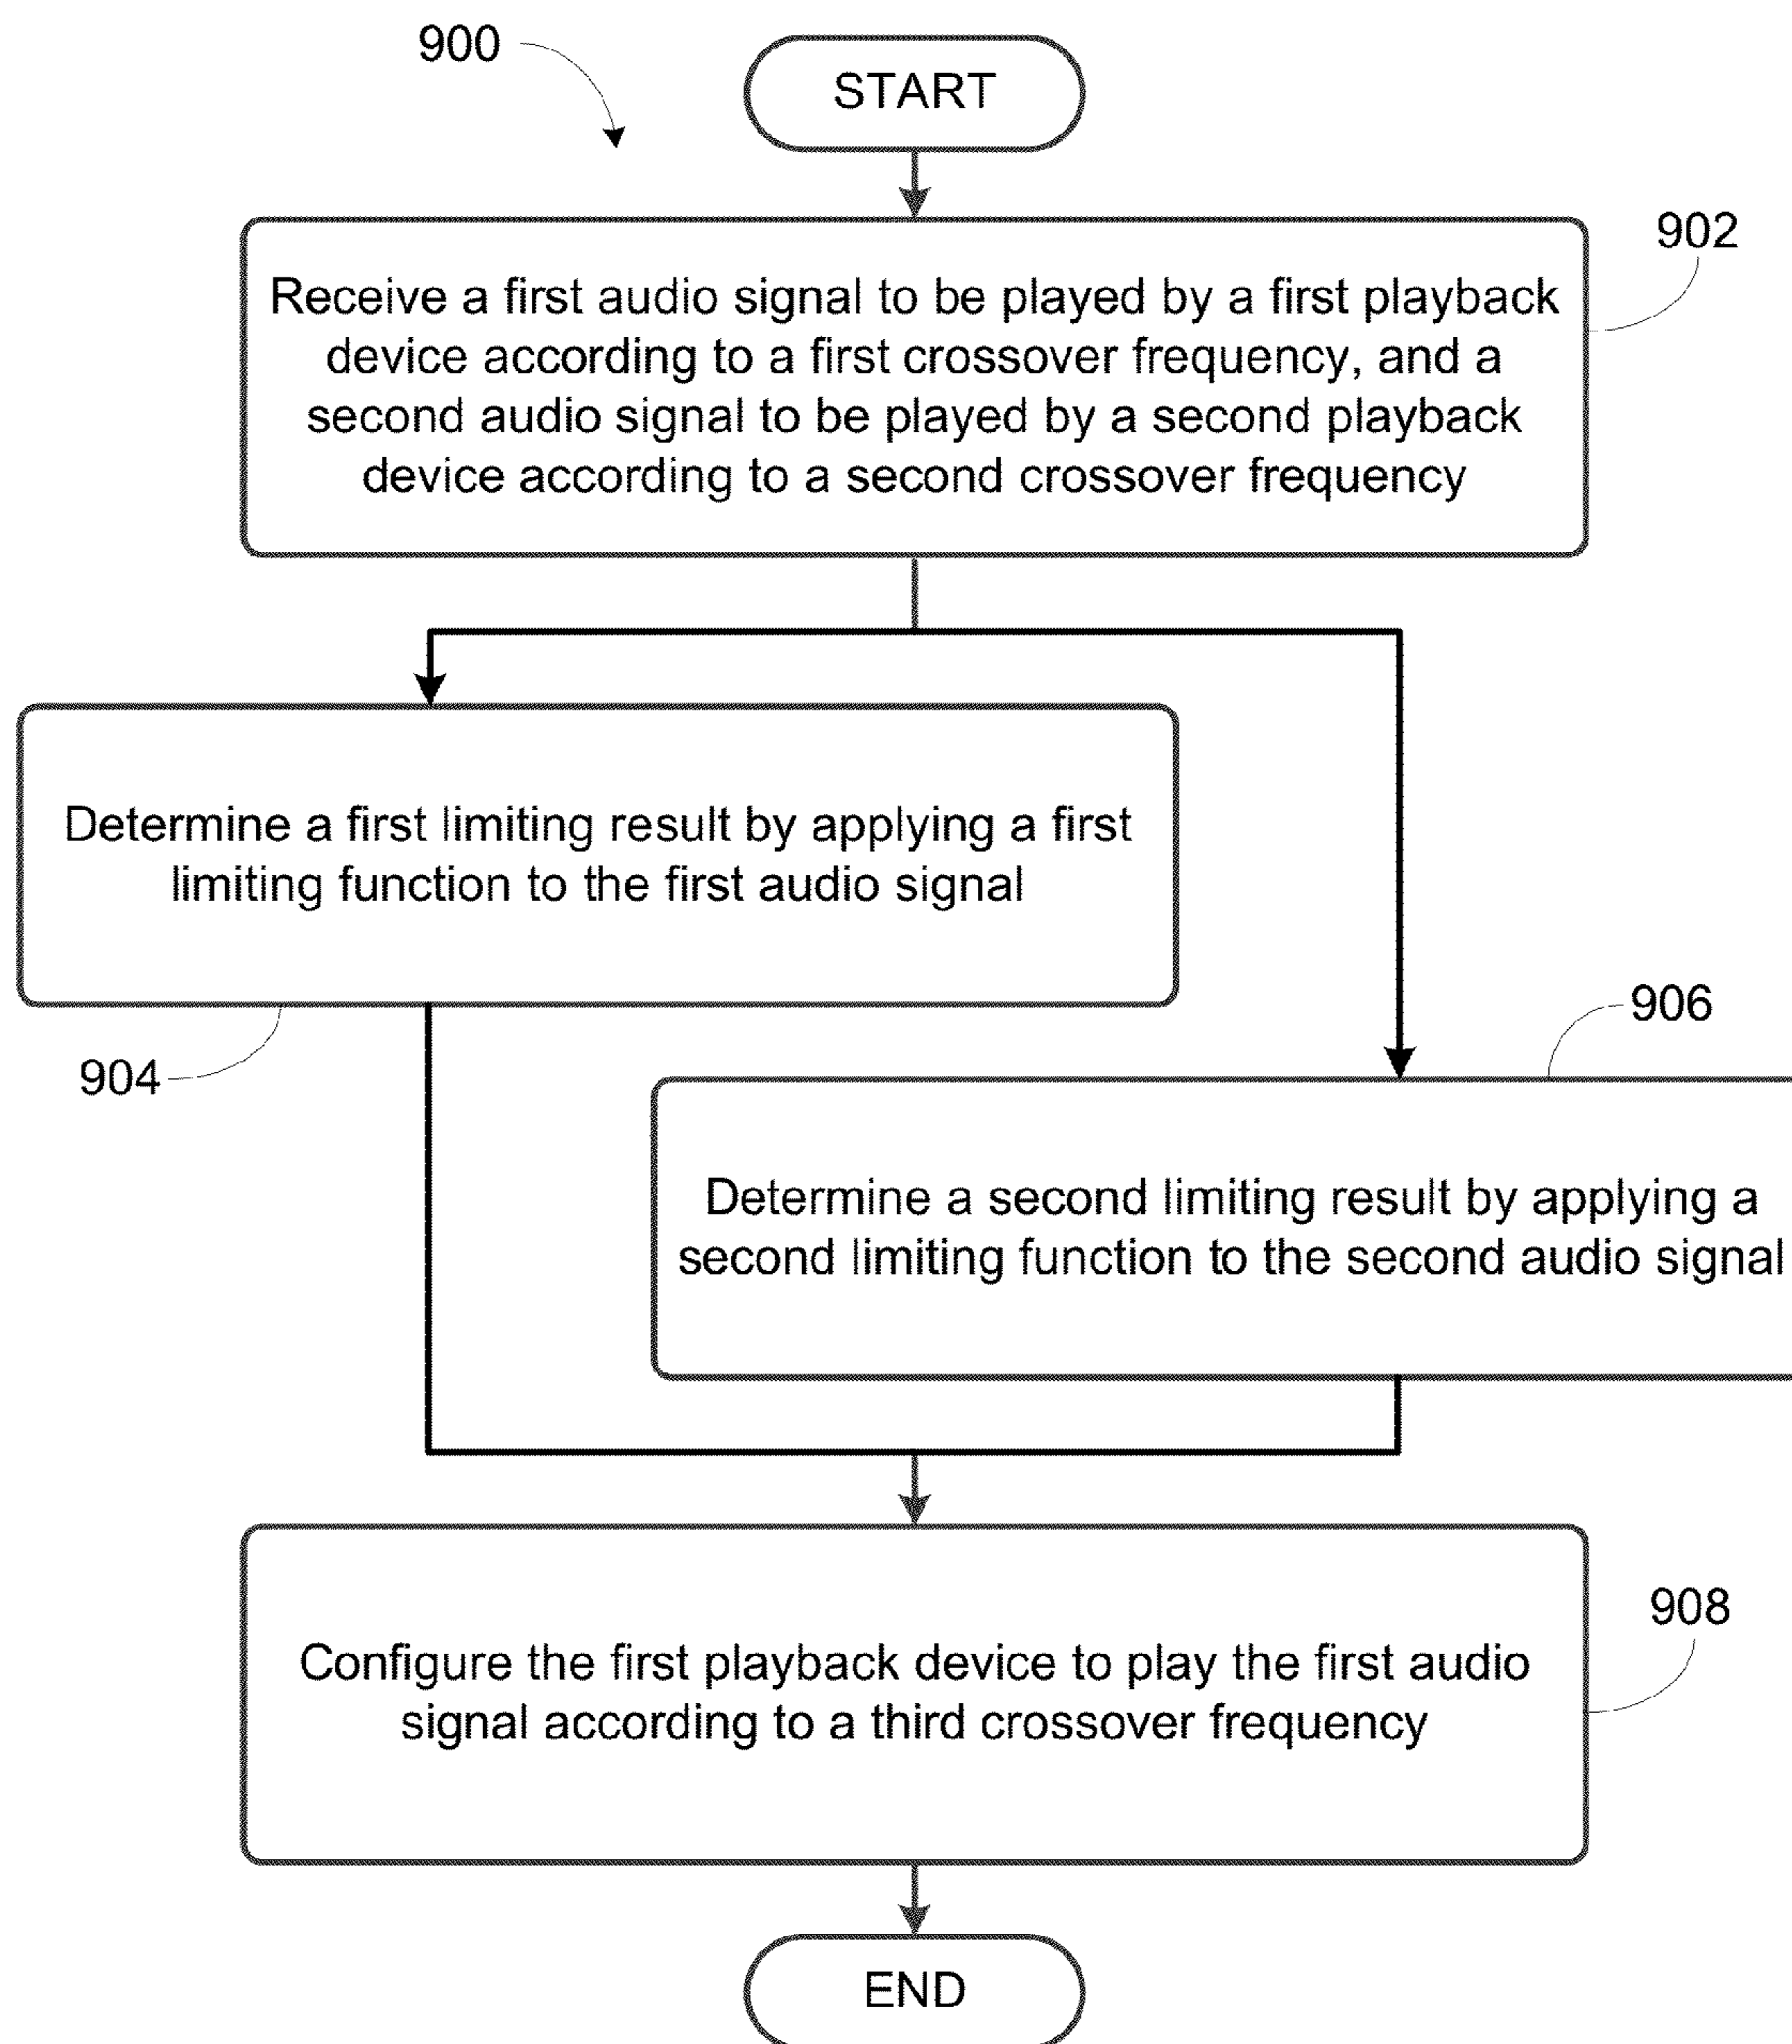 900
START
902
Receive a first audio signal to be played by a first playback
device according to a first crossover frequency, and a
second audio signal to be played by a second playback
device according to a second crossover frequency
Determine a first limiting result by applying a first
limiting function to the first audio signal
904
906
Determine a second limiting result by applying a
second limiting function to the second audio signal
908
Configure the first playback device to play the first audio
signal according to a third crossover frequency
END